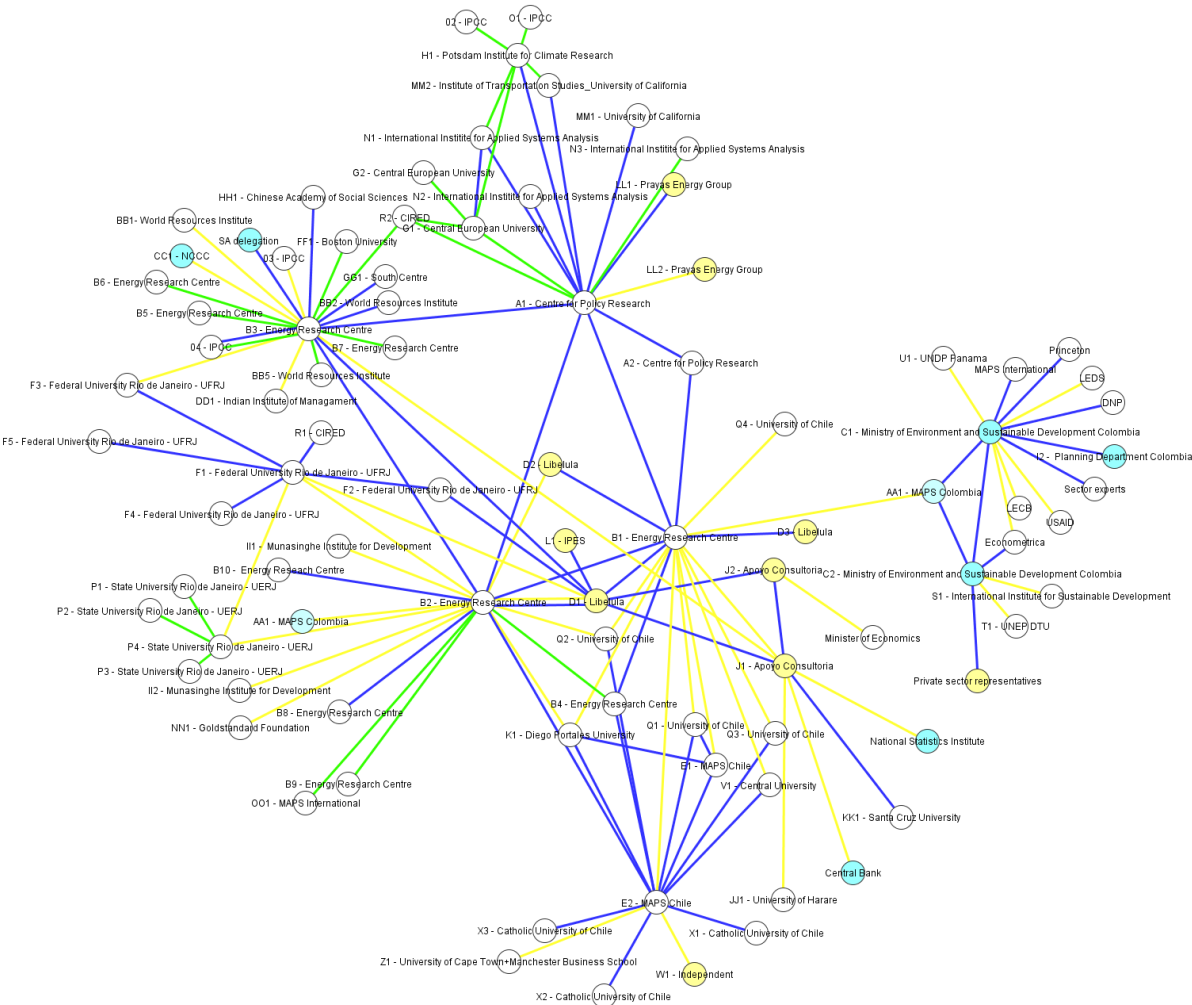 02 - IPCC
O1 - IPCC
H1 - Potsdam Institute for Climate Research
MM2 - Institute of Transportation Studies_University of California
MM1 - University of California
N1 - International Institite for Applied Systems Analysis
N3 - International Institite for Applied Systems Analysis
G2 - Central European University
LL1 - Prayas Energy Group
HH1 - Chinese Academy of Social Sciences
N2 - International Institite for Applied Systems Analysis
BB1- World Resources Institute
R2 - CIRED
G1 - Central European University
SA delegation
FF1 - Boston University
CC1 - NCCC
03 - IPCC
LL2 - Prayas Energy Group
B6 - Energy Research Centre
GG1 - South Centre
BB2 - World Resources Institute
A1 - Centre for Policy Research
B5 - Energy Research Centre
B3 - Energy Research Centre
04 - IPCC
B7 - Energy Research Centre
Princeton
U1 - UNDP Panama
A2 - Centre for Policy Research
MAPS International
BB5 - World Resources Institute
LEDS
F3 - Federal University Rio de Janeiro - UFRJ
DD1 - Indian Institute of Managament
DNP
Q4 - University of Chile
R1 - CIRED
C1 - Ministry of Environment and Sustainable Development Colombia
F5 - Federal University Rio de Janeiro - UFRJ
I2 - Planning Department Colombia
D2 - Libelula
F1 - Federal University Rio de Janeiro - UFRJ
F2 - Federal University Rio de Janeiro - UFRJ
Sector experts
AA1 - MAPS Colombia
LECB
F4 - Federal University Rio de Janeiro - UFRJ
USAID
D3 - Libelula
B1 - Energy Research Centre
L1 - IPES
Econometrica
II1 - Munasinghe Institute for Development
B10 - Energy Research Centre
J2 - Apoyo Consultoria
C2 - Ministry of Environment and Sustainable Development Colombia
P1 - State University Rio de Janeiro - UERJ
S1 - International Institute for Sustainable Development
B2 - Energy Research Centre
D1 - Libelula
P2 - State University Rio de Janeiro - UERJ
AA1 - MAPS Colombia
T1 - UNEP DTU
Q2 - University of Chile
Minister of Economics
P4 - State University Rio de Janeiro - UERJ
J1 - Apoyo Consultoria
P3 - State University Rio de Janeiro - UERJ
Private sector representatives
II2 - Munasinghe Institute for Development
B4 - Energy Research Centre
B8 - Energy Research Centre
NN1 - Goldstandard Foundation
Q1 - University of Chile
K1 - Diego Portales University
Q3 - University of Chile
National Statistics Institute
E1 - MAPS Chile
B9 - Energy Research Centre
V1 - Central University
OO1 - MAPS International
KK1 - Santa Cruz University
Central Bank
JJ1 - University of Harare
E2 - MAPS Chile
X3 - Catholic University of Chile
X1 - Catholic University of Chile
Z1 - University of Cape Town+Manchester Business School
W1 - Independent
X2 - Catholic University of Chile